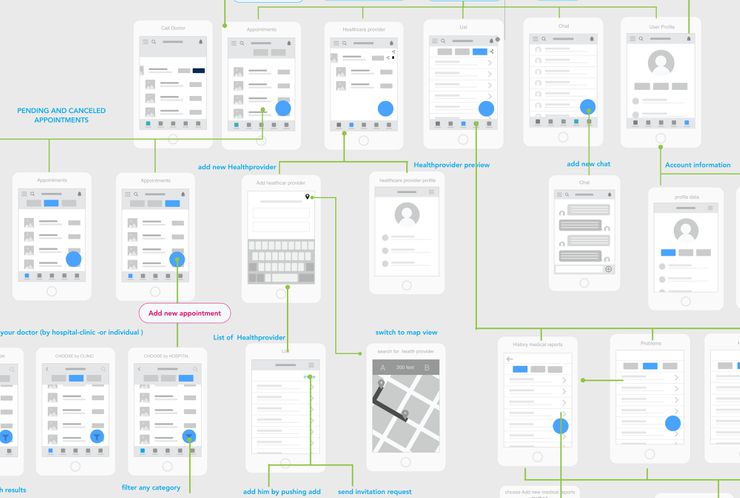 Call Doctor
Appointments
Healthcare provider
List
Chat
User Profile
PENDING AND CANCELED
APPOINTMENTS
add new Healthprovider
Healthprovider preview
add new chat
Account information
Appointments
Appointments
Add healthcar provider
healthcare provider profile
Chat
profile data
Add new appointment
your doctor (by hospital-clinic -or individual )
List of Healthprovider
switch to map view
CHOOSE by CLINIC
CHOOSE by HOSPITAL
List
search for health provider
A
200 feet
B
History medical reports
Problems
h results
filter any category
add him by pushing add
send invitation request
choose Add new medical reports